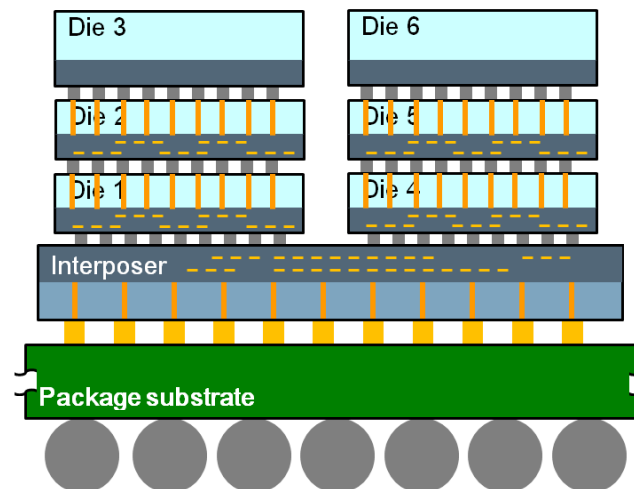 Die 3
Die 6
Die 2
Die 5
Die 1
Die 4
Interposer
Package substrate